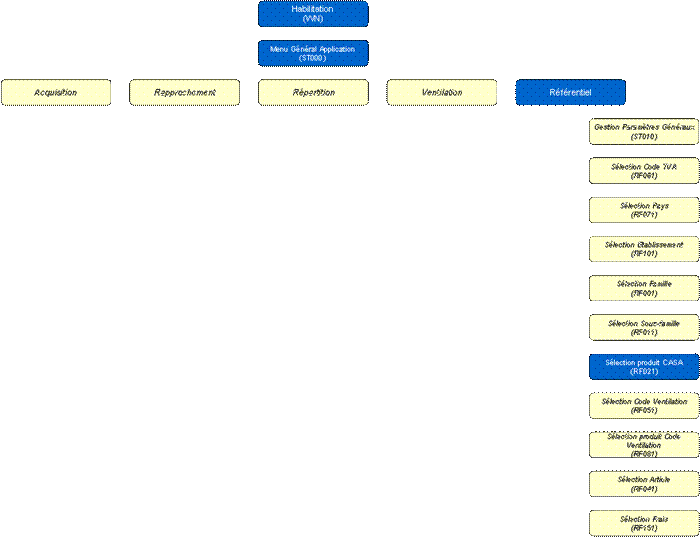 Habilitation
(WN)
Menu Général Application
(ST000)
Acquisition
Rapprochement
Répartition
Ventilation
Référentiel
Gestion Paramètres Généraux
(ST010)
Sélection Code TVA
(RF061)
Sélection Pays
(RF071)
Sélection Etablissement
(RF101)
Sélection Famille
(RF001)
Sélection Sous-famille
(RF011)
Sélection produit CASA
(RF021)
Sélection Code Ventilation
(RF051)
Sélection produit Code
Ventilation
(RF081)
Sélection Article
(RF041)
Sélection Frais
(RF151)